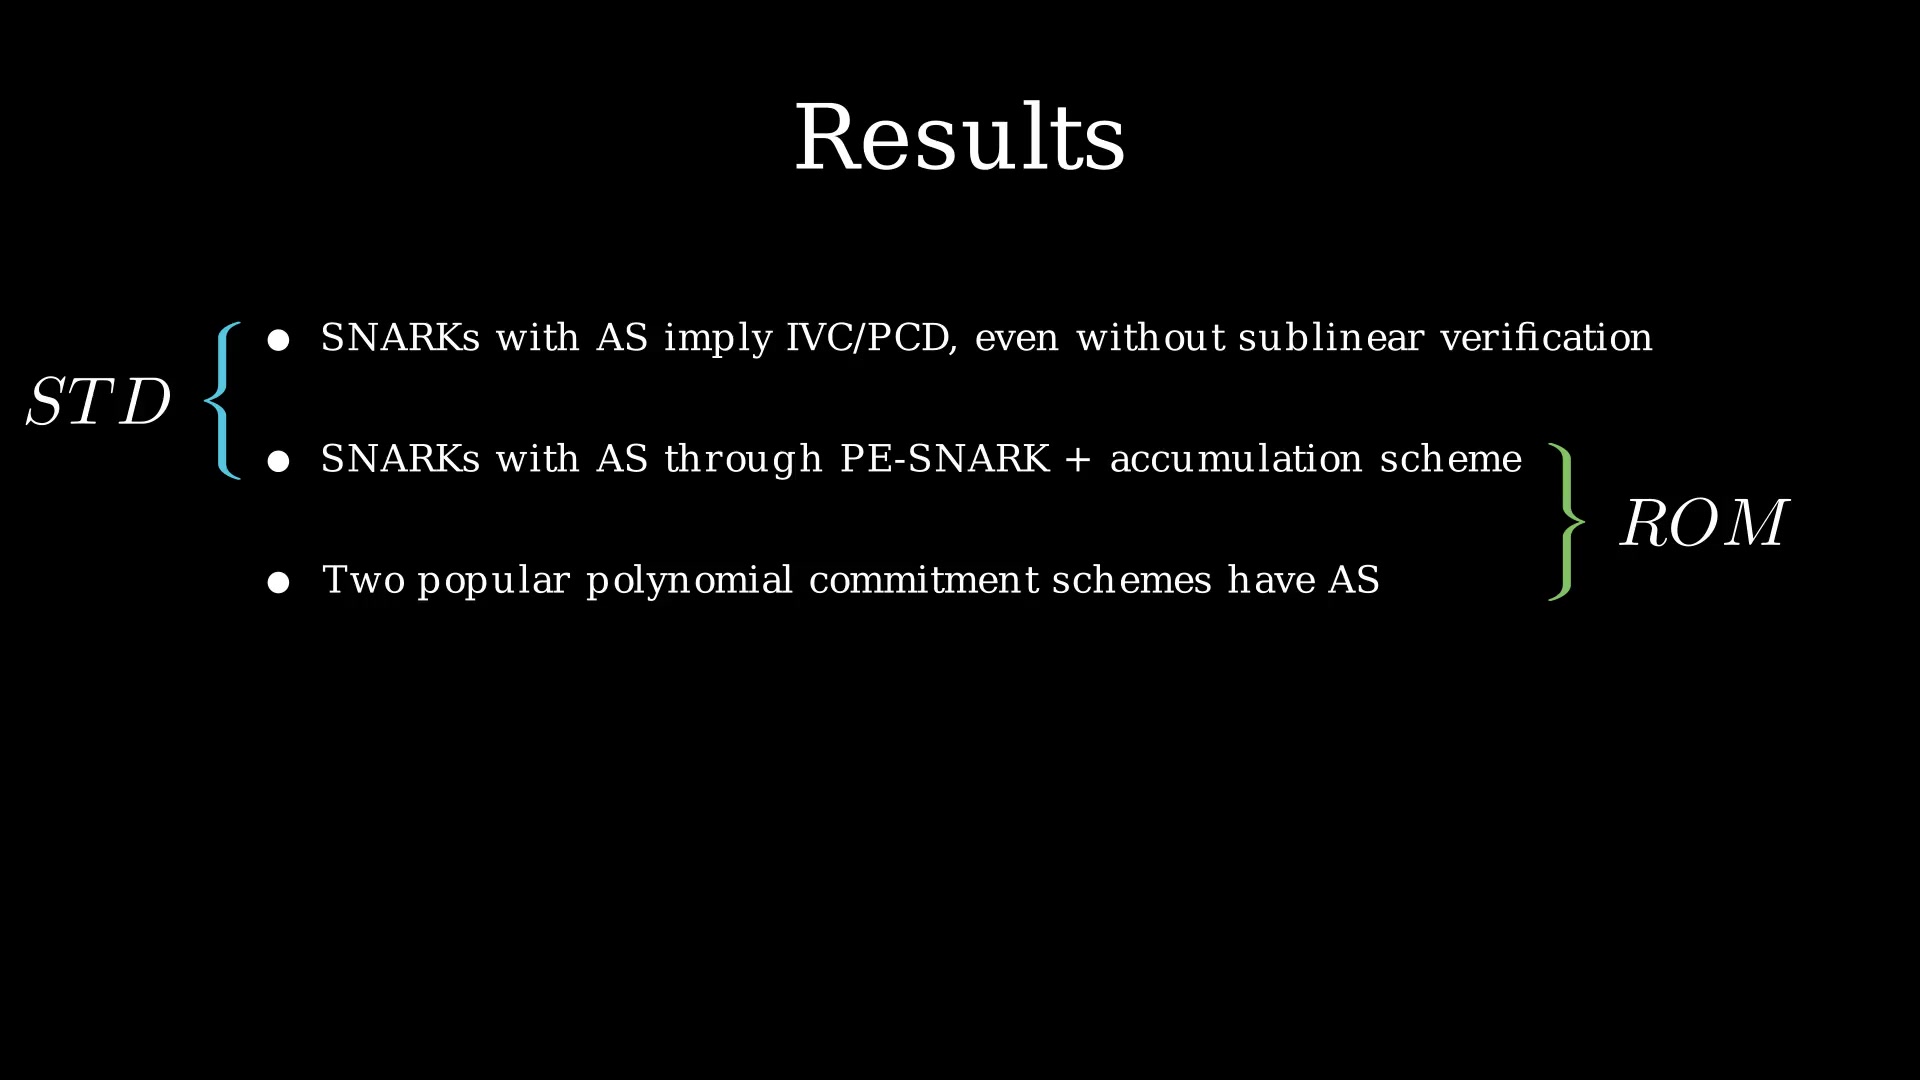 Results
● SNARKs with AS imply IVC/PCD, even without sublinear verification
STD
● SNARKs with AS through PE-SNARK + accumulation scheme
ROM
● Two popular polynomial commitment schemes have AS